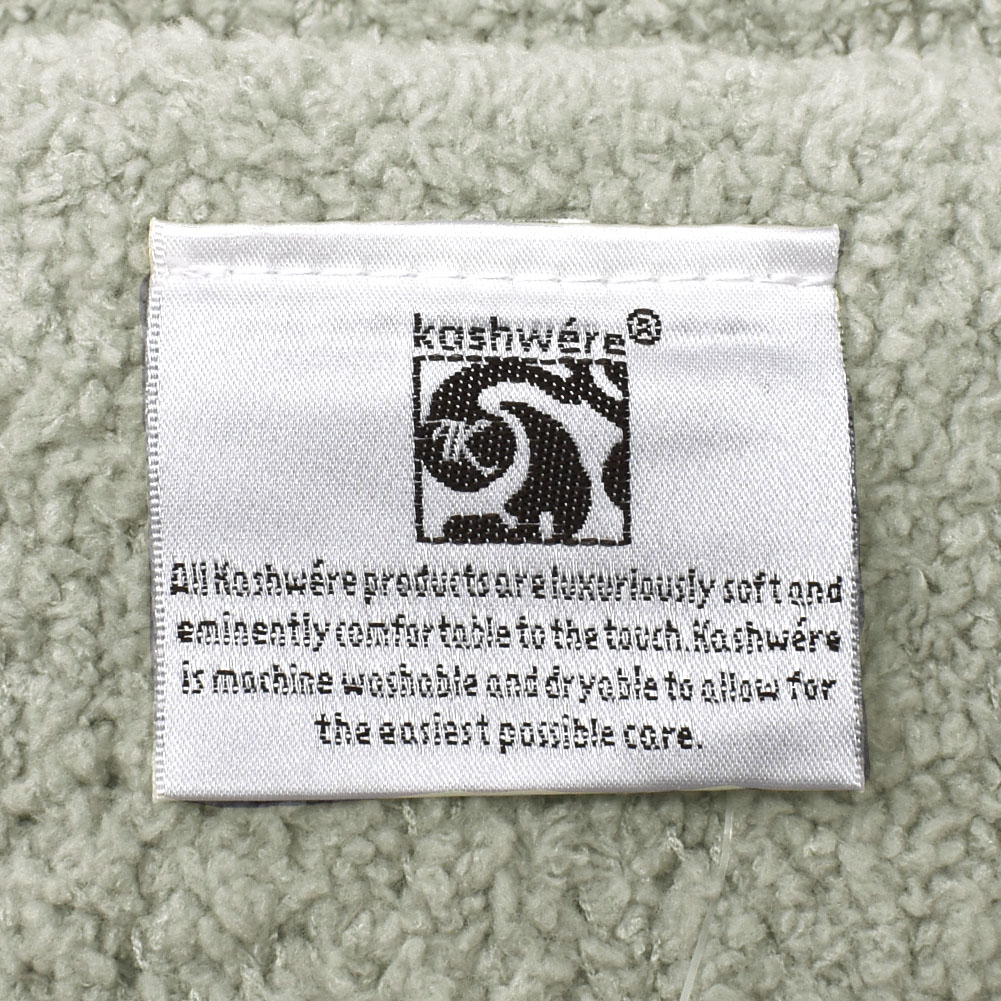 kashwére®
AK
All Kashwére products are luxuriously soft and
eminently comfortable to the touch. Kashwére
is machine washable and dryable to allow for
the easiest possible care.